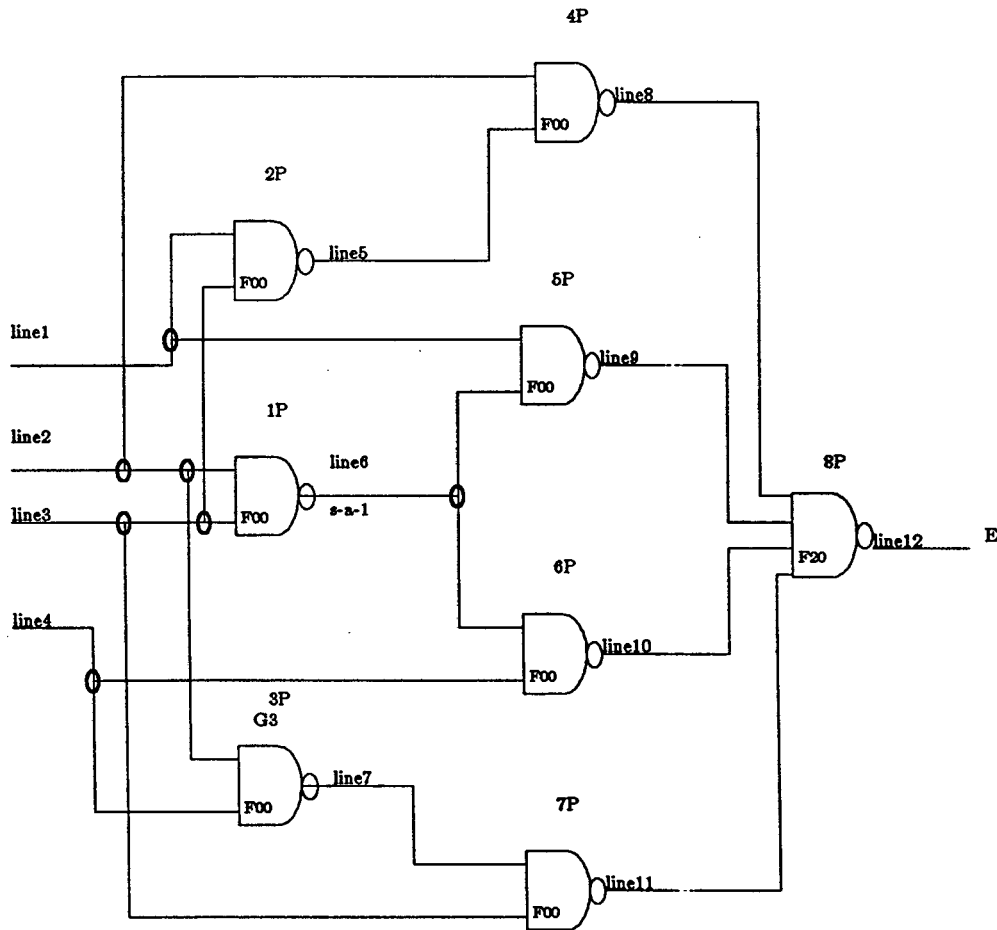 4P
line8
F00
2P
line5
F00
5P
line1
line9
F00
1P
line2
line6
8P
line3
F00
s-a-1
E
line12
6P
F20
line4
line10
F00
3P
G3
line7
7P
F00
line11
F00